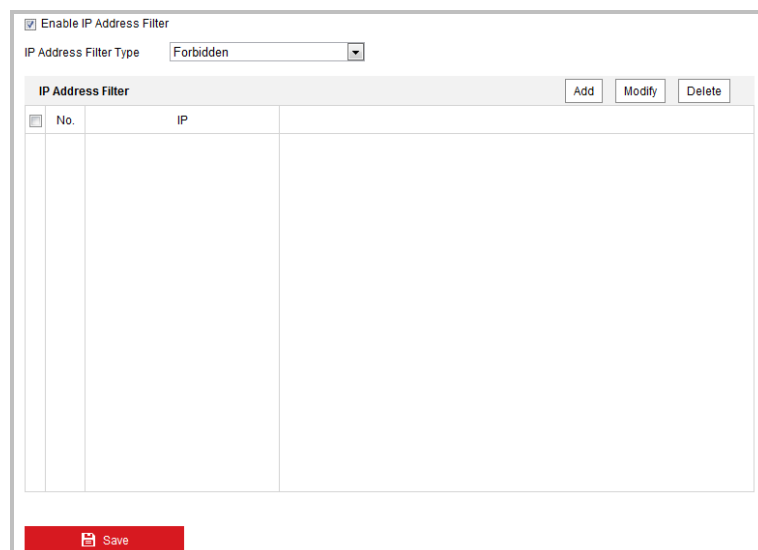 Enable IP Address Filter
IP Address Filter Type Forbidden
IP Address Filter Add Modify Delete
No. IP
Save